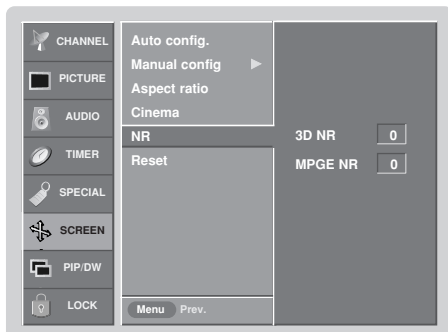 CHANNEL
PICTURE
AUDIO
TIMER
SPECIAL
SCREEN
PIP/DW
LOCK
Auto config.
Manual config
Aspect ratio
Cinema
NR
Reset
Menu Prev.
3D NR 0
MPGE NR 0